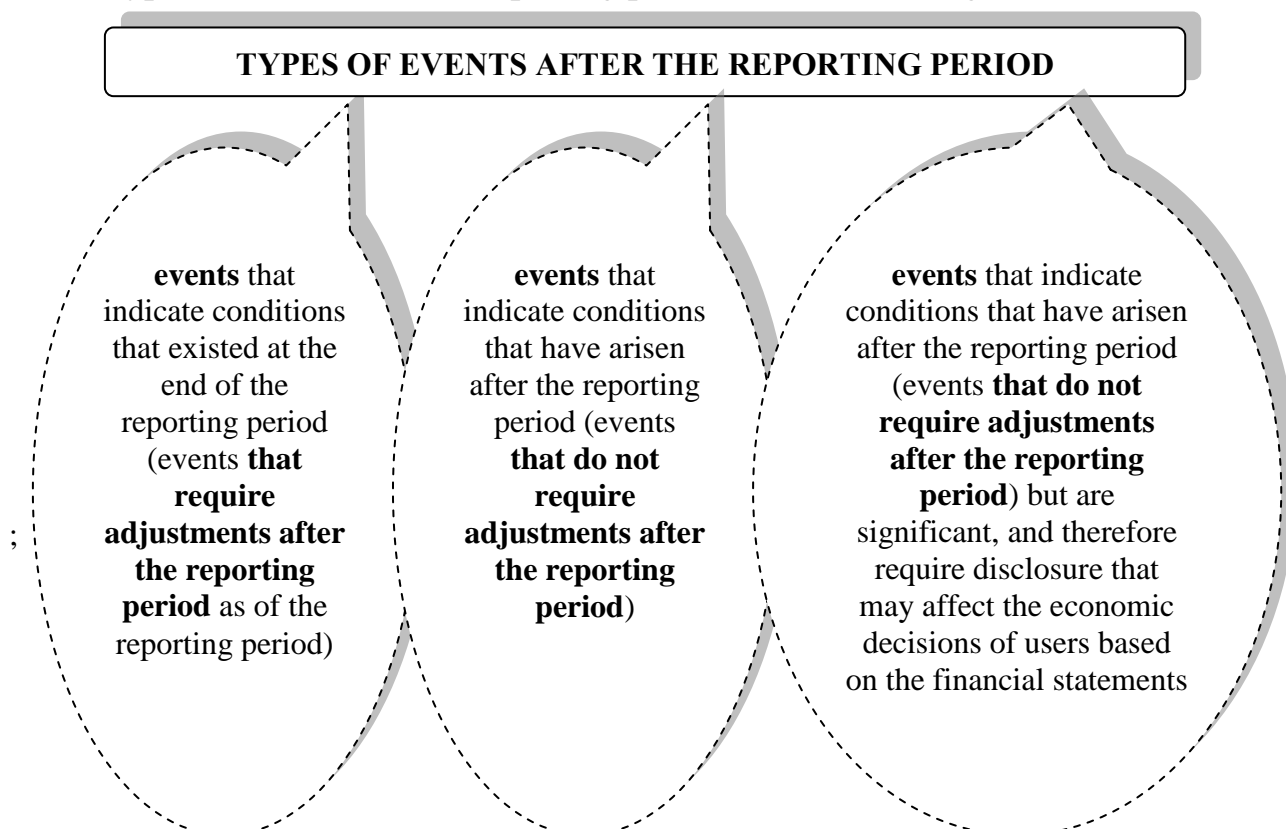 TYPES OF EVENTS AFTER THE REPORTING PERIOD
events that
indicate conditions
that existed at the
end of the
reporting period
(events that
require
adjustments after
the reporting
period as of the
reporting period)
events that
indicate conditions
that have arisen
after the reporting
period (events
that do not
require
adjustments after
the reporting
period)
events that indicate
conditions that have arisen
after the reporting period
(events that do not
require adjustments
after the reporting
period) but are
significant, and therefore
require disclosure that
may affect the economic
decisions of users based
on the financial statements
;